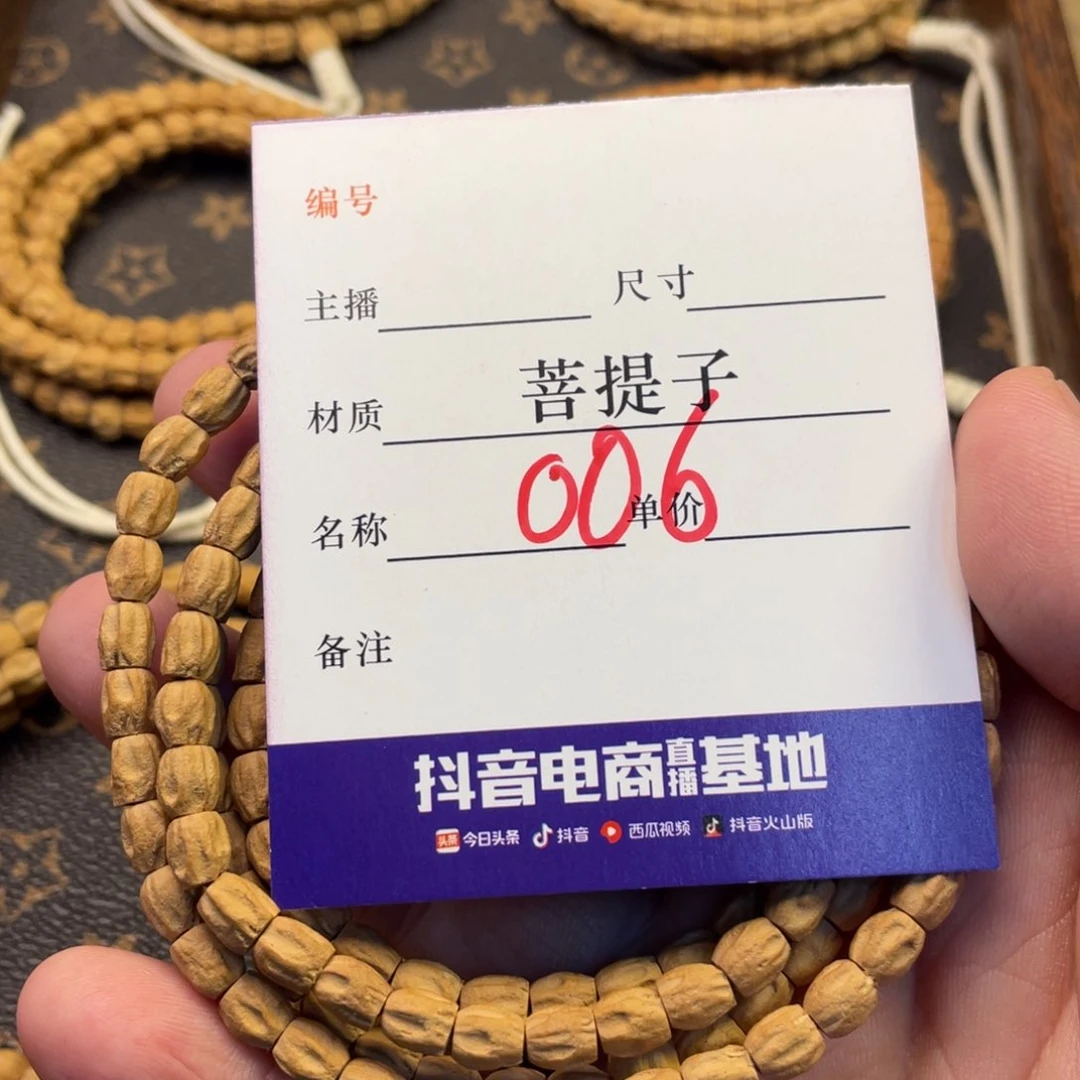 编号
主播 尺寸
材质 菩提子
006
名称 单价
备注
抖音电商直播基地
头条 今日头条 抖音 西瓜视频 抖音火山版